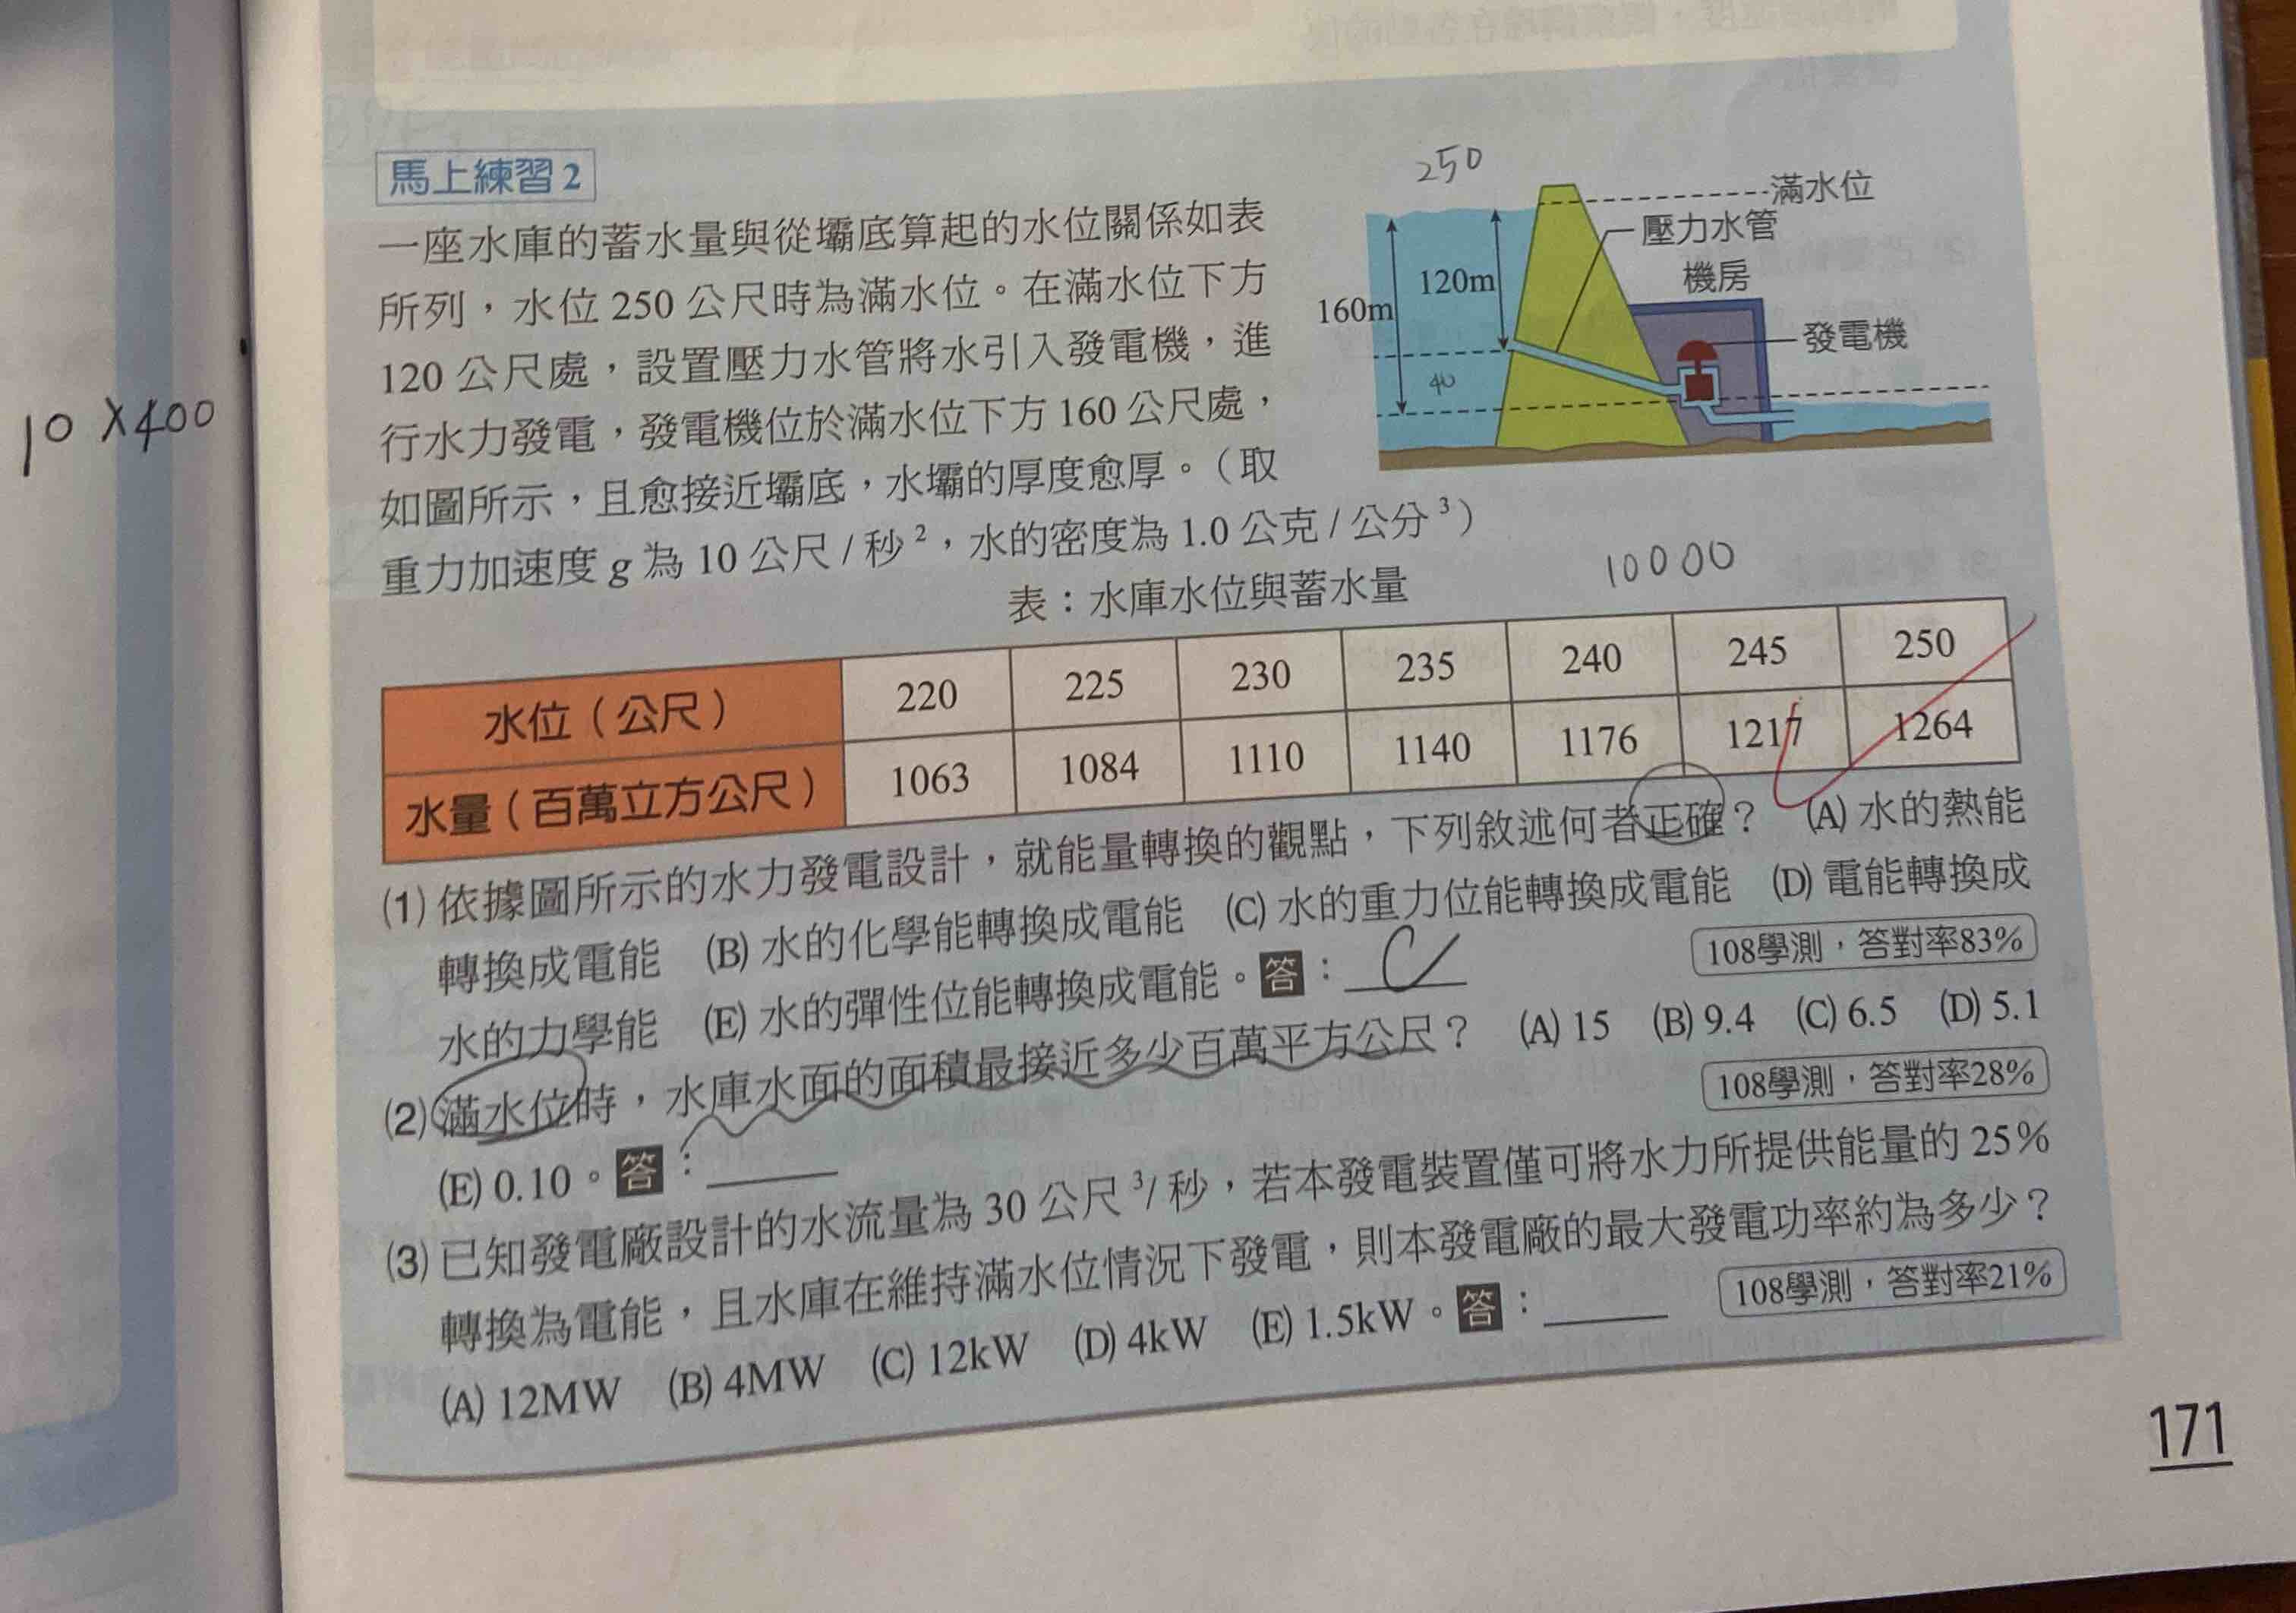 馬上練習2
一座水庫的蓄水量與從壩底算起的水位關係如表
所列，水位250公尺時為滿水位。在滿水位下方
120公尺處，設置壓力水管將水引入發電機，進
行水力發電，發電機位於滿水位下方160公尺處，
如圖所示，且愈接近壩底，水壩的厚度愈厚。（取
重力加速度g為10公尺/秒²，水的密度為1.0公克/公分³）
250
滿水位
壓力水管
機房
120m
160m
發電機
40
10×400
10000
表：水庫水位與蓄水量
水位（公尺） 220 225 230 235 240 245 250
水量（百萬立方公尺） 1063 1084 1110 1140 1176 1217 1264
(1)依據圖所示的水力發電設計，就能量轉換的觀點，下列敘述何者正確？ (A)水的熱能
轉換成電能 (B)水的化學能轉換成電能 (C)水的重力位能轉換成電能 (D)電能轉換成
水的力學能 (E)水的彈性位能轉換成電能。答：C
108學測，答對率83%
(2)滿水位時，水庫水面的面積最接近多少百萬平方公尺？ (A)15 (B)9.4 (C)6.5 (D)5.1
(E)0.10。答：
108學測，答對率28%
(3)已知發電廠設計的水流量為30公尺³/秒，若本發電裝置僅可將水力所提供能量的25%
轉換為電能，且水庫在維持滿水位情況下發電，則本發電廠的最大發電功率約為多少？
(A)12MW (B)4MW (C)12kW (D)4kW (E)1.5kW。答：
108學測，答對率21%
171